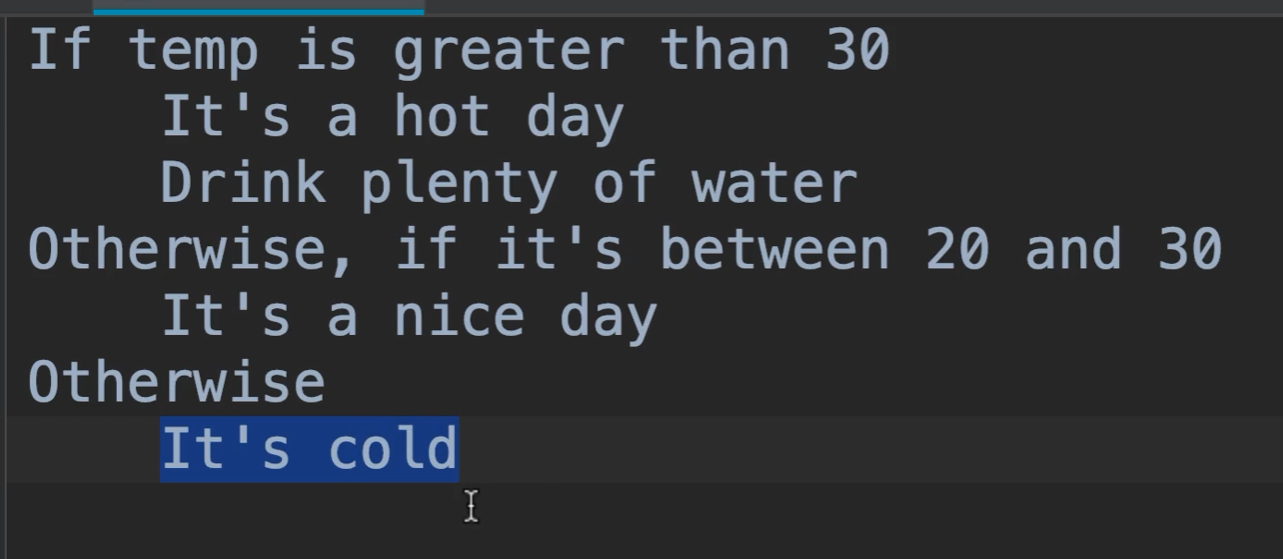 If temp is greater than 30
    It's a hot day
    Drink plenty of water
Otherwise, if it's between 20 and 30
    It's a nice day
Otherwise
    It's cold